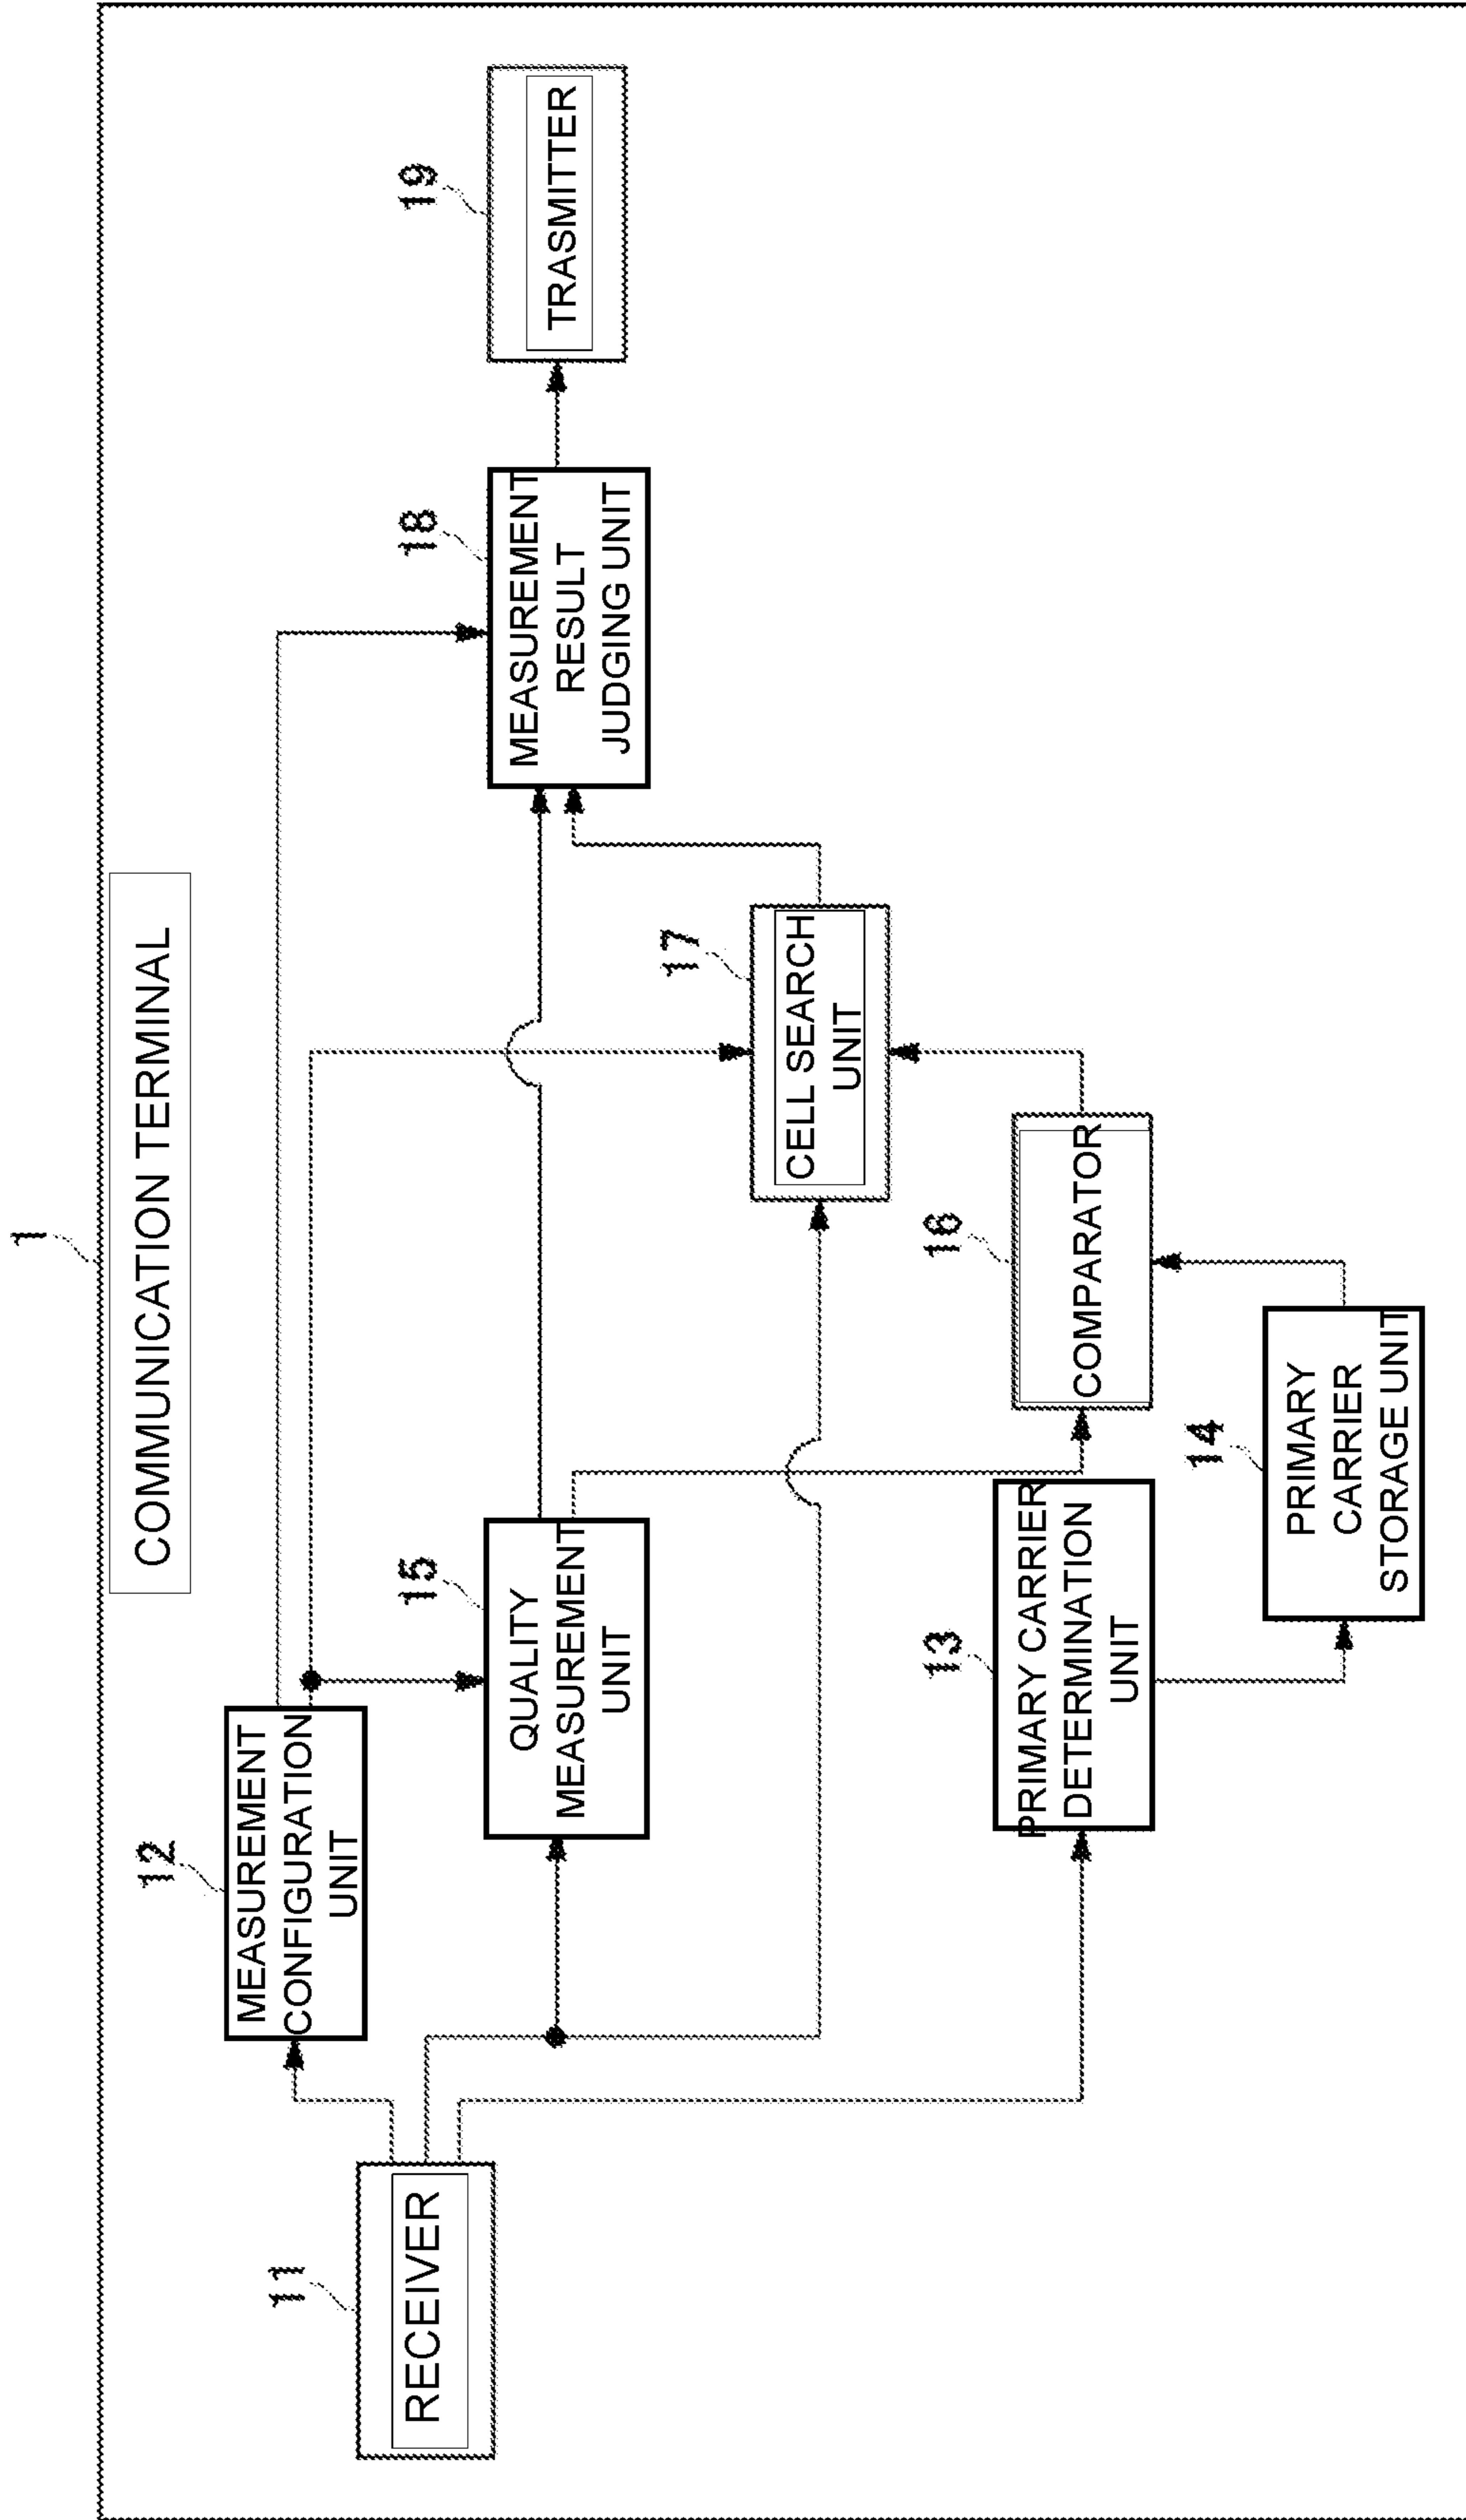 1
COMMUNICATION TERMINAL
11
RECEIVER
12
MEASUREMENT
CONFIGURATION
UNIT
15
QUALITY
MEASUREMENT
UNIT
13
PRIMARY CARRIER
DETERMINATION
UNIT
14
PRIMARY
CARRIER
STORAGE UNIT
16
COMPARATOR
17
CELL SEARCH
UNIT
18
MEASUREMENT
RESULT
JUDGING UNIT
19
TRASMITTER